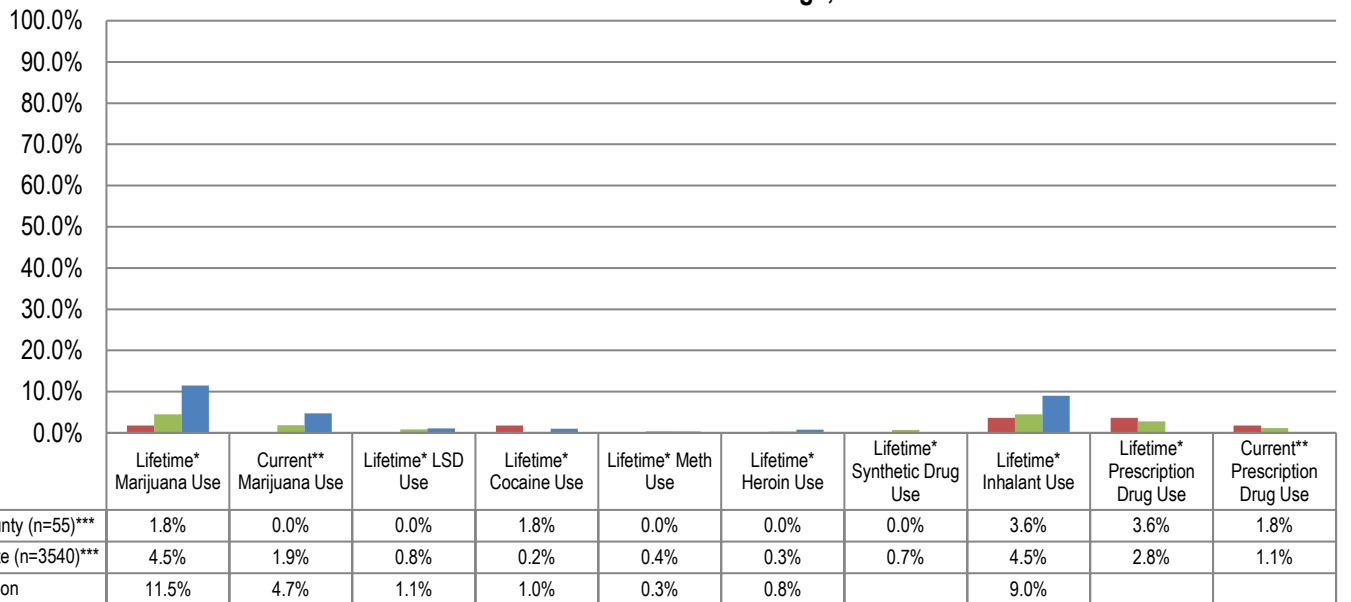 100.0%
90.0%
80.0%
70.0%
60.0%
50.0%
40.0%
30.0%
20.0%
10.0%
0.0%
Lifetime* Marijuana Use
Current** Marijuana Use
Lifetime* LSD Use
Lifetime* Cocaine Use
Lifetime* Meth Use
Lifetime* Heroin Use
Lifetime* Synthetic Drug Use
Lifetime* Inhalant Use
Lifetime* Prescription Drug Use
Current** Prescription Drug Use
(n=55)*** 1.8% 0.0% 0.0% 1.8% 0.0% 0.0% 0.0% 3.6% 3.6% 1.8%
(n=3540)*** 4.5% 1.9% 0.8% 0.2% 0.4% 0.3% 0.7% 4.5% 2.8% 1.1%
11.5% 4.7% 1.1% 1.0% 0.3% 0.8% 9.0%